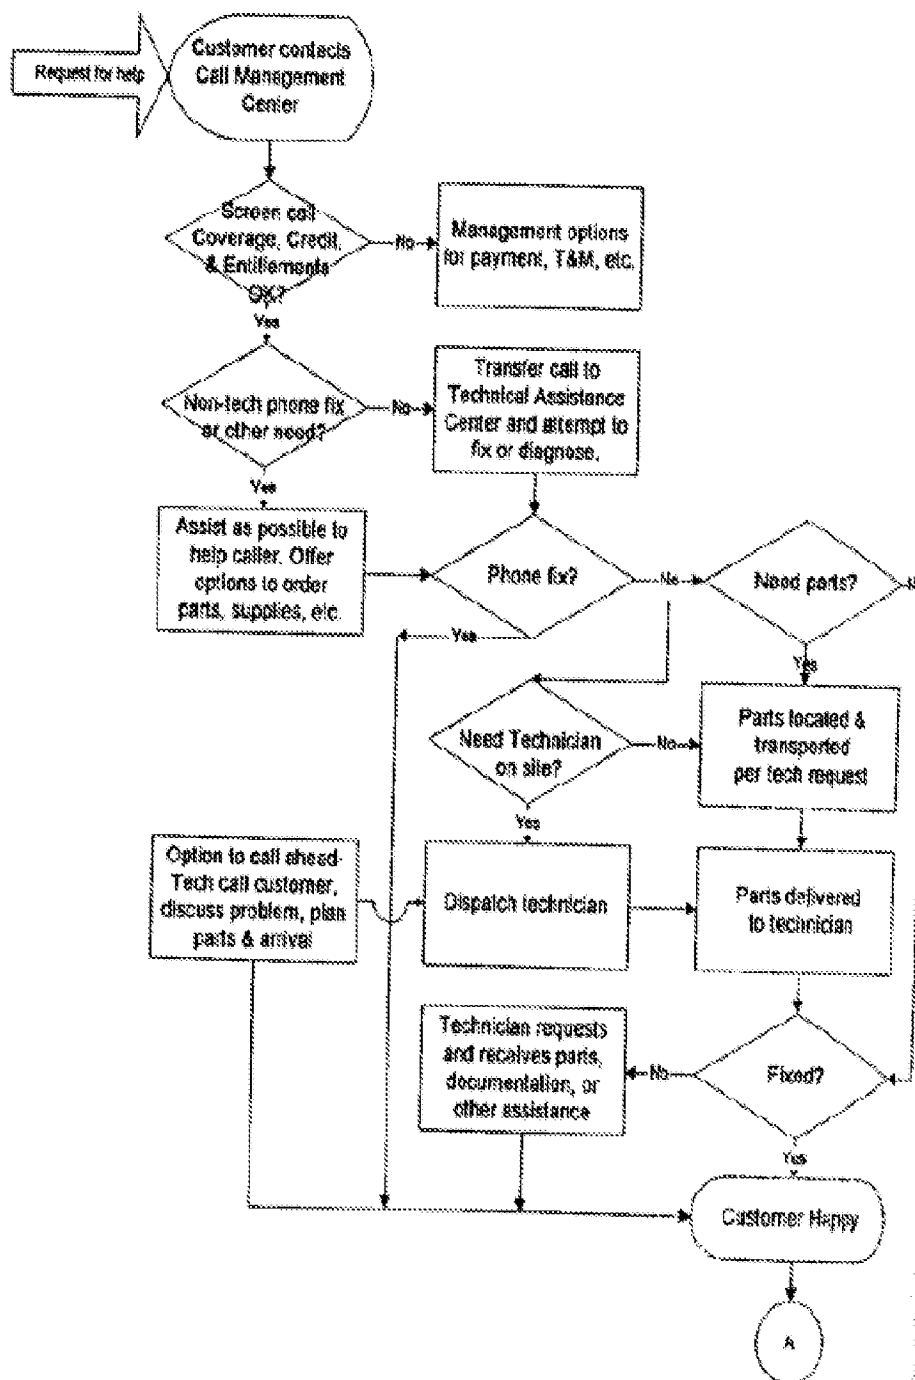 Customer contacts
Call Management
Center
Request for help
Screen call
Coverage, Credit,
& Entitlements
OK?
No
Management options
for payment, T&M, etc.
Yes
Non-tech phone fix
or other need?
No
Transfer call to
Technical Assistance
Center and attempt to
fix or diagnose.
Yes
Assist as possible to
help caller. Offer
options to order
parts, supplies, etc.
Phone fix?
No
Need parts?
Yes
Yes
Need Technician
on site?
No
Parts located &
transported
per tech request
Yes
Option to call ahead-
Tech call customer,
discuss problem, plan
parts & arrival
Dispatch technician
Parts delivered
to technician
Technician requests
and receives parts,
documentation, or
other assistance
No
Fixed?
Yes
Customer Happy
A